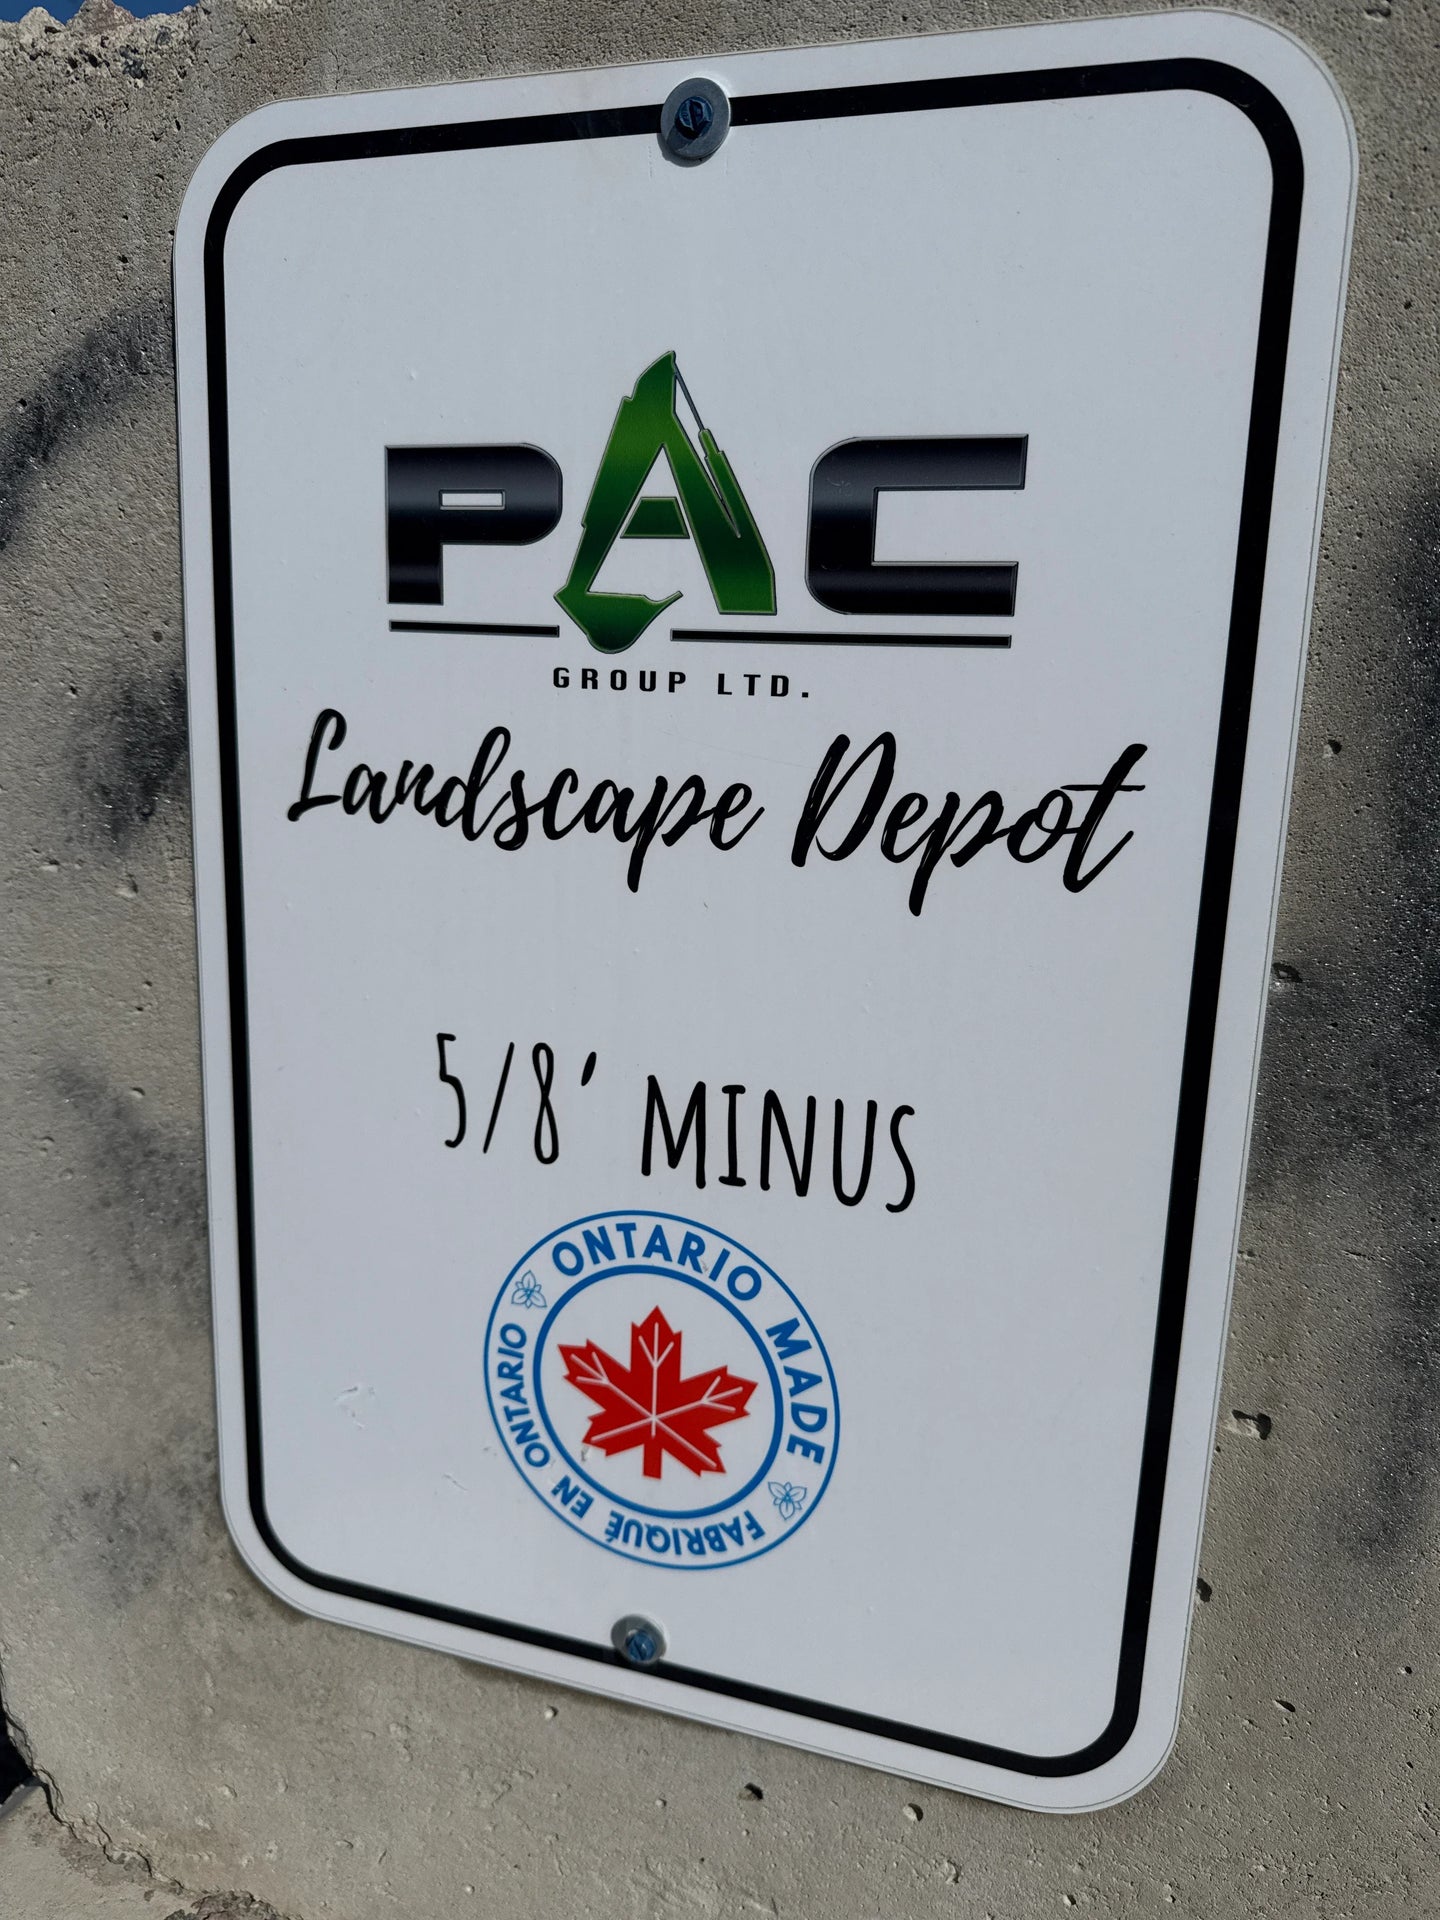 PAC
GROUP LTD.
Landscape Depot
5/8' MINUS
ONTARIO MADE
FABRIQUÉ EN ONTARIO